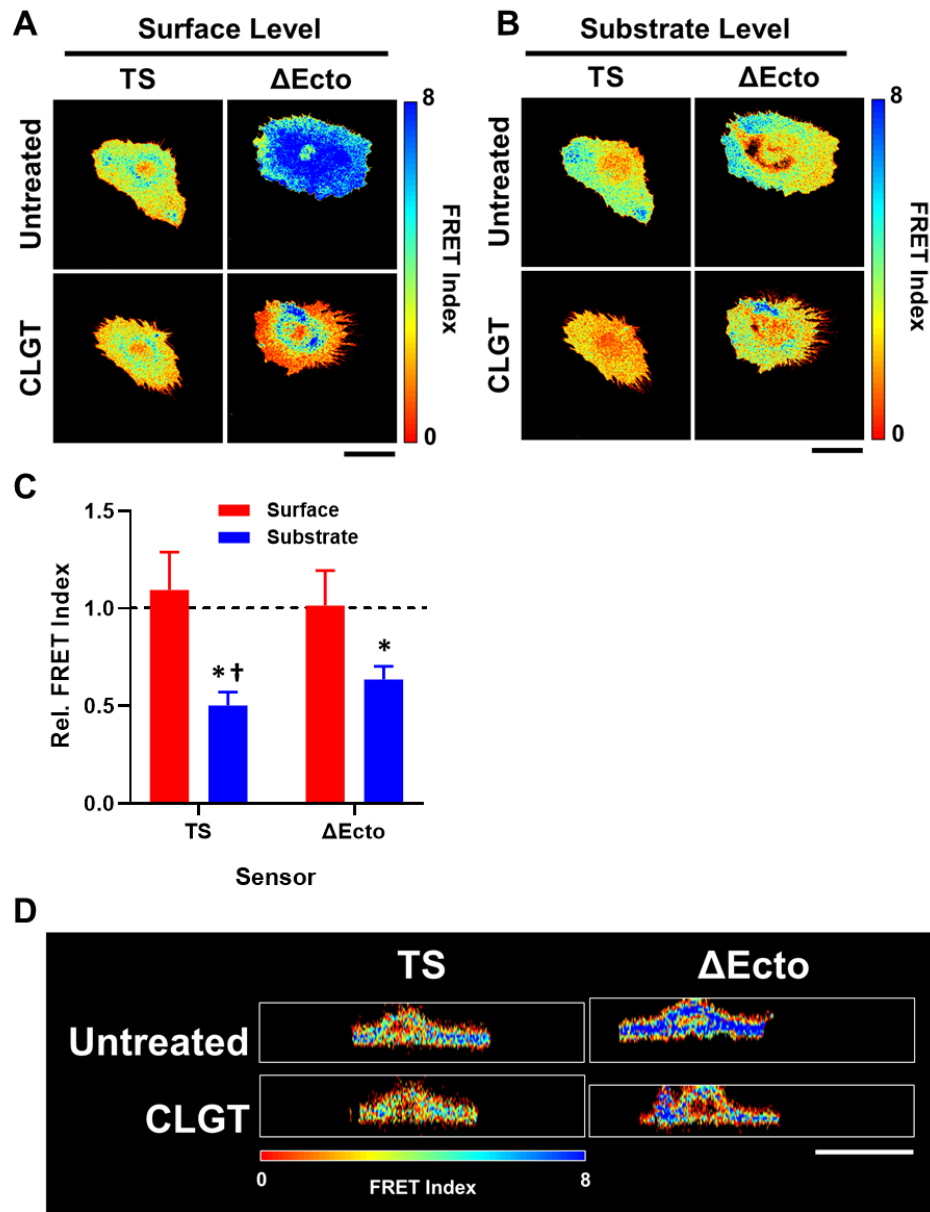 A
Surface Level
TS ΔEcto
Untreated
CLGT
8
FRET Index
0
B
Substrate Level
TS ΔEcto
Untreated
CLGT
8
FRET Index
0
C
Surface
Substrate
1.5
1.0
0.5
0.0
Rel. FRET Index
*†
*
TS ΔEcto
Sensor
D
TS ΔEcto
Untreated
CLGT
0 8
FRET Index